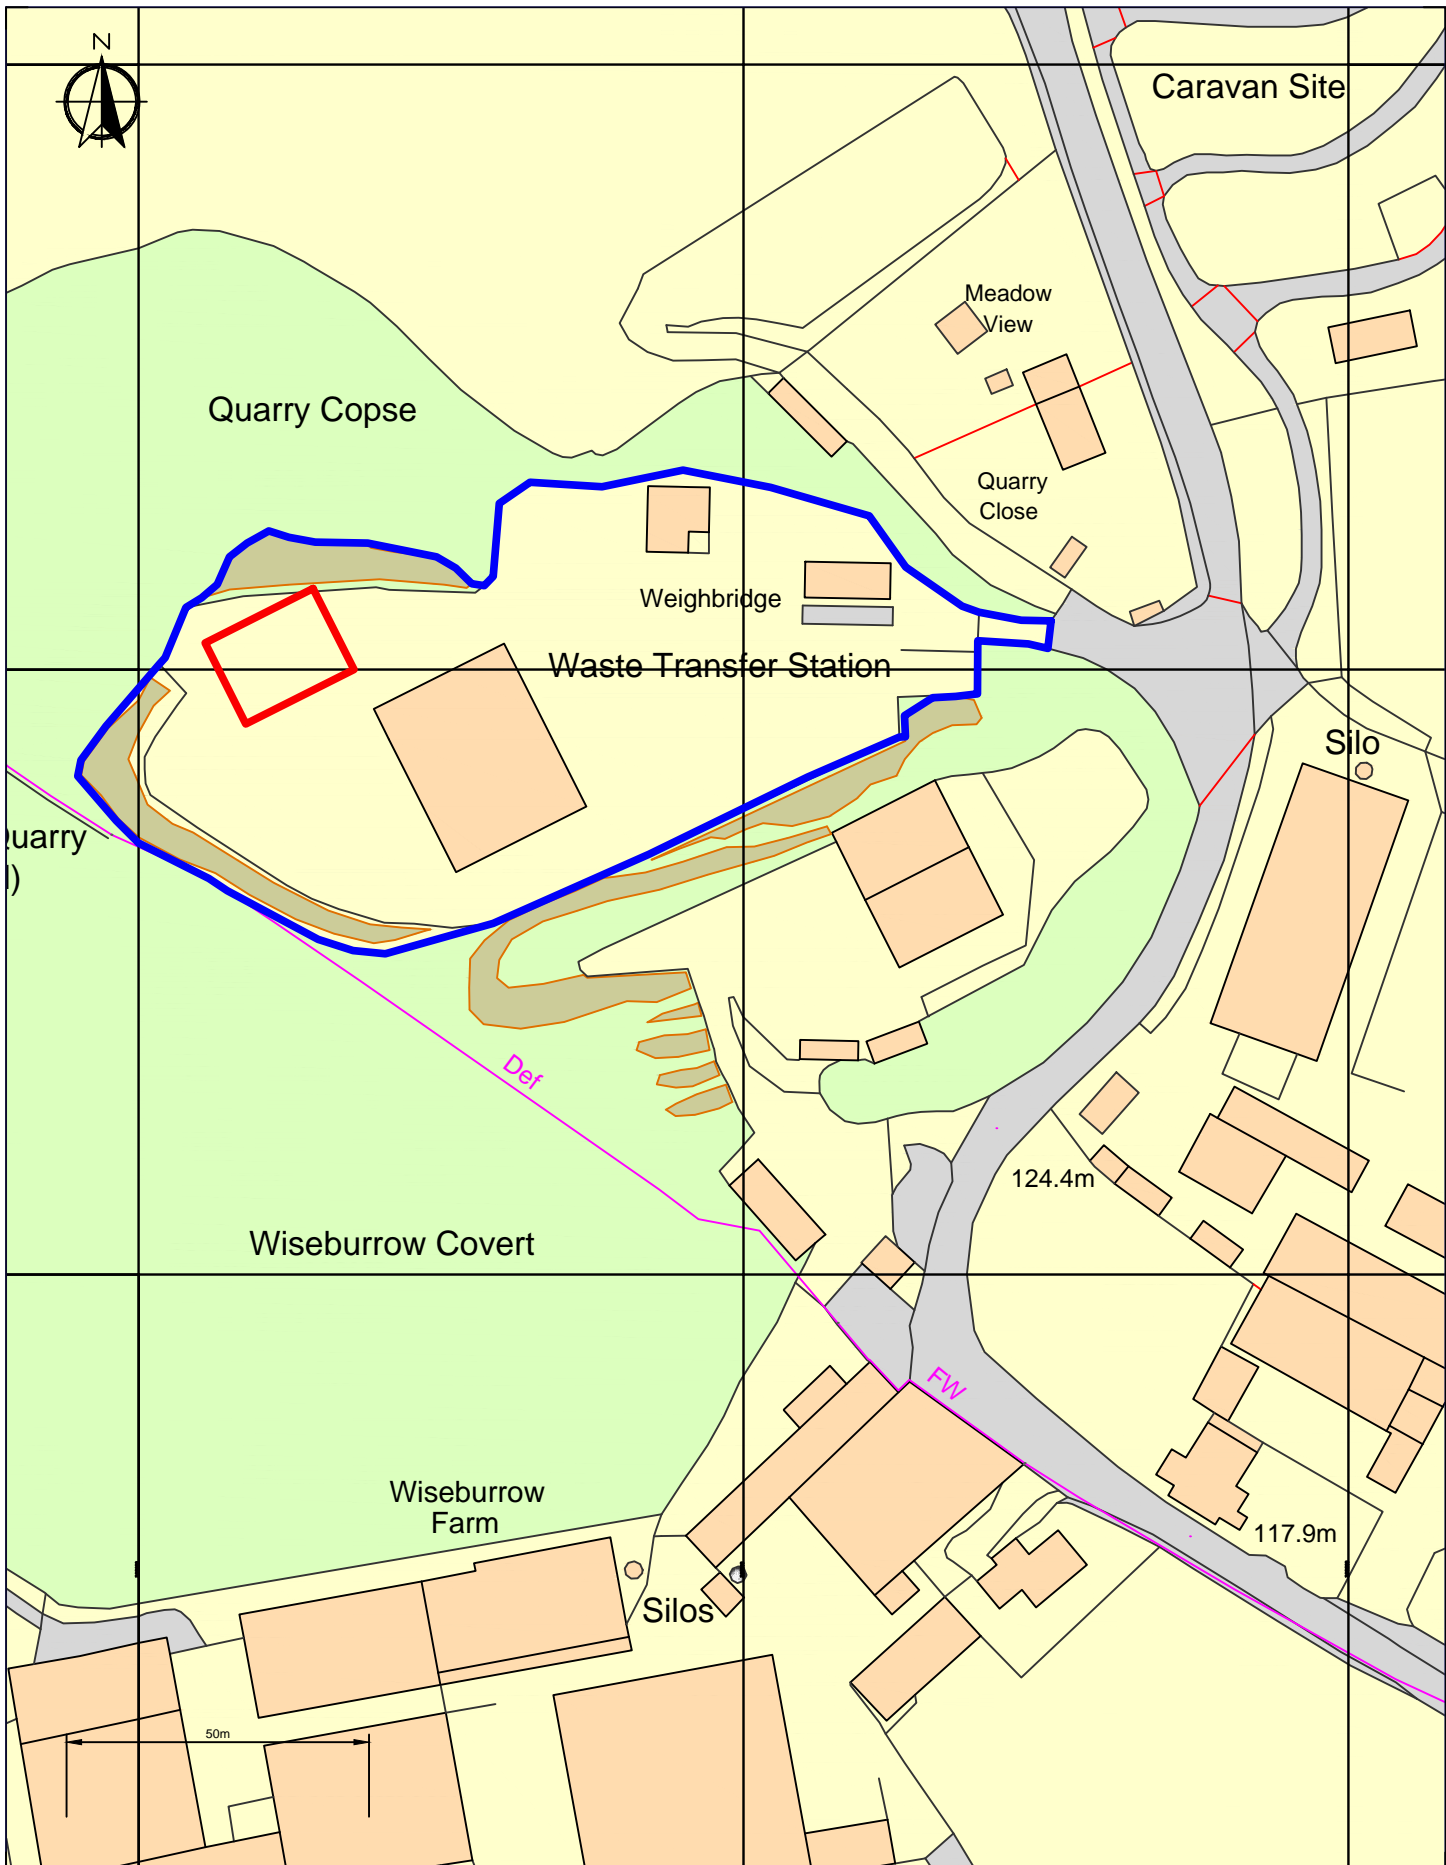 N
Caravan Site
Meadow
View
Quarry Copse
Quarry
Close
Weighbridge
Waste Transfer Station
Silo
Quarry
l)
Def
124.4m
Wiseburrow Covert
FW
Wiseburrow
Farm
117.9m
Silos
50m